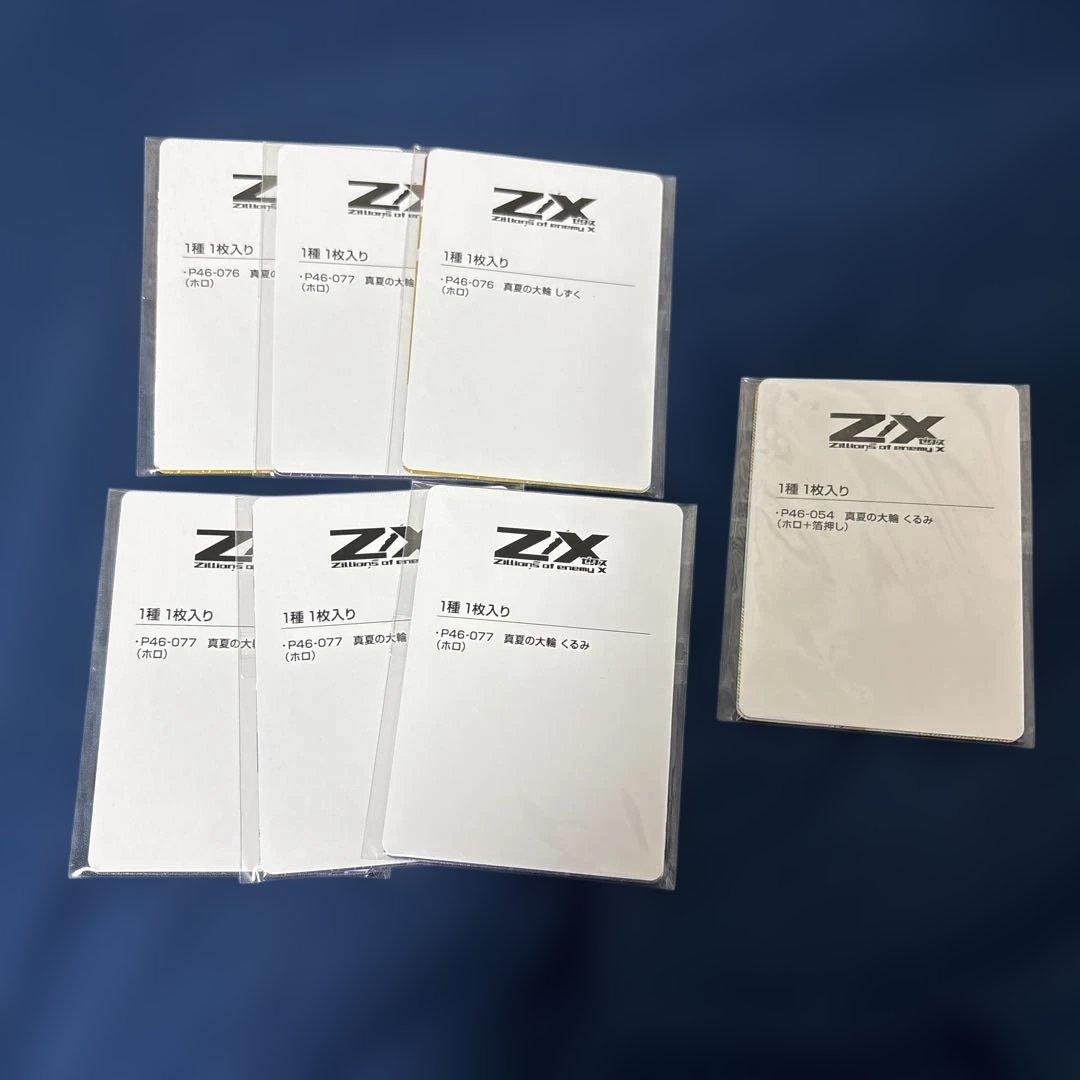 Z
Zillions
1種 1枚入り
・P46-076 真夏の
(ホロ)
Z/X
Zillions of en
1種 1枚入り
・P46-077 真夏の大輪
(ホロ)
Z/X ゼクス
Zillions of enemy X
1種 1枚入り
・P46-076 真夏の大輪 しずく
(ホロ)
Z
Zillions o
1種 1枚入り
・P46-077 真夏の大
(ホロ)
Z/X
Zillions of enem
1種 1枚入り
・P46-077 真夏の大輪
(ホロ)
Z/X ゼクス
Zillions of enemy X
1種 1枚入り
・P46-077 真夏の大輪 くるみ
(ホロ)
Z/X ゼクス
Zillions of enemy X
1種 1枚入り
・P46-054 真夏の大輪 くるみ
(ホロ+箔押し)